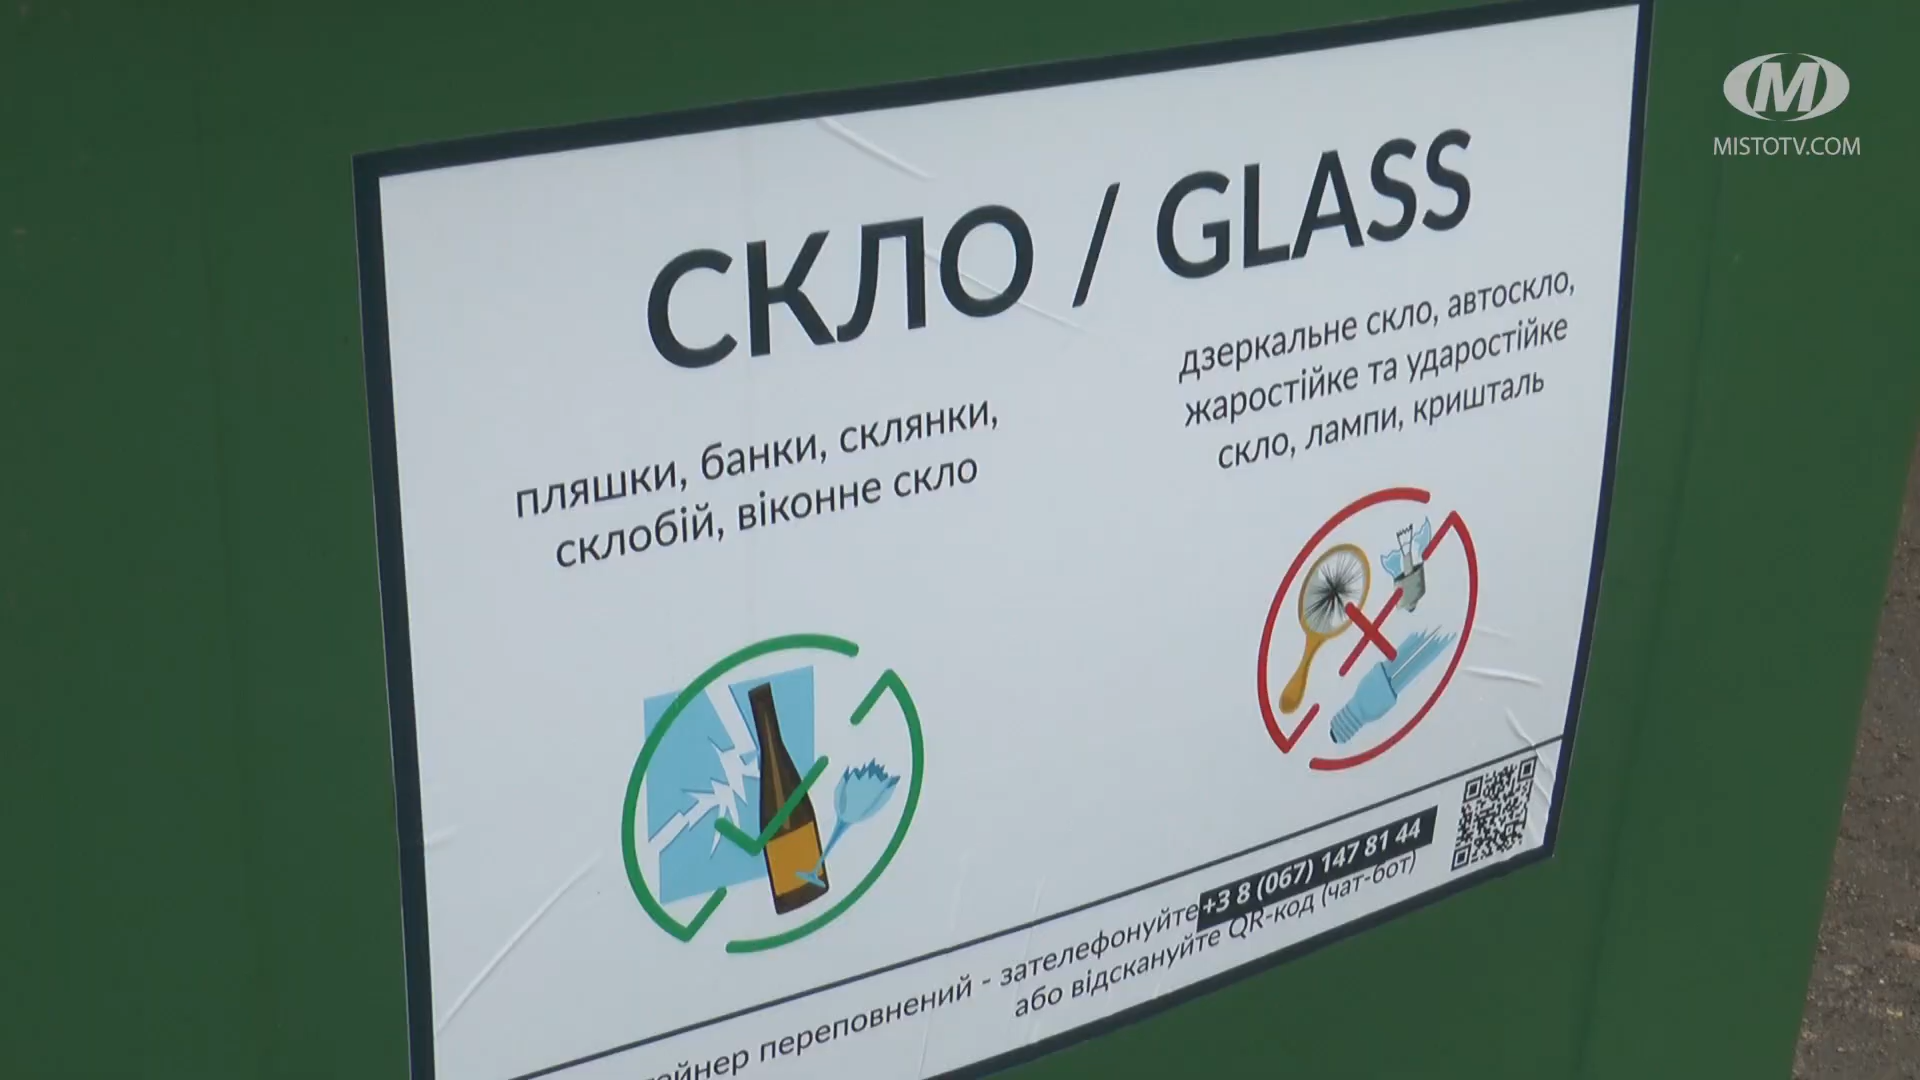 M
MISTOTV.COM
СКЛО / GLASS
пляшки, банки, склянки,
склобій, віконне скло
дзеркальне скло, автоскло,
жаростійке та ударостійке
скло, лампи, кришталь
переповнений - зателефонуйте +3 8 (067) 147 81 44
або відскануйте QR-код (чат-бот)